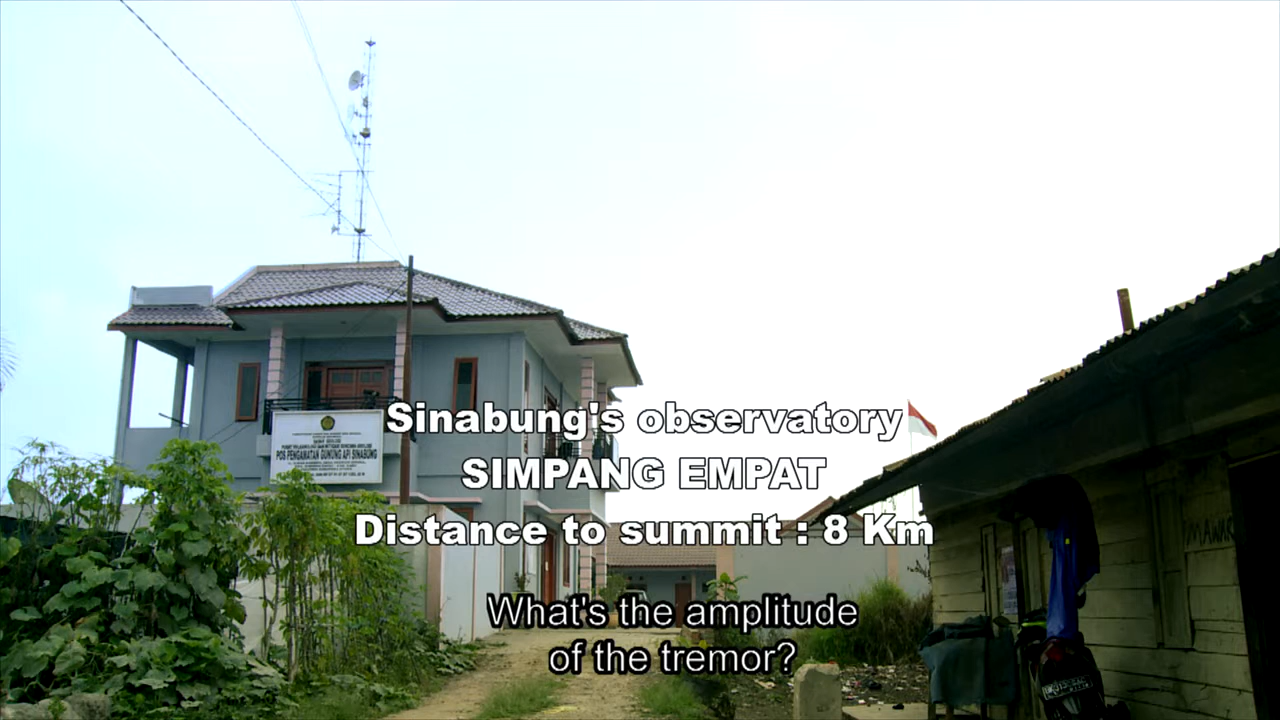 POS PENGAMATAN GUNUNG API SINABUNG
Sinabung's observatory
SIMPANG EMPAT
Distance to summit : 8 Km
What's the amplitude
of the tremor?